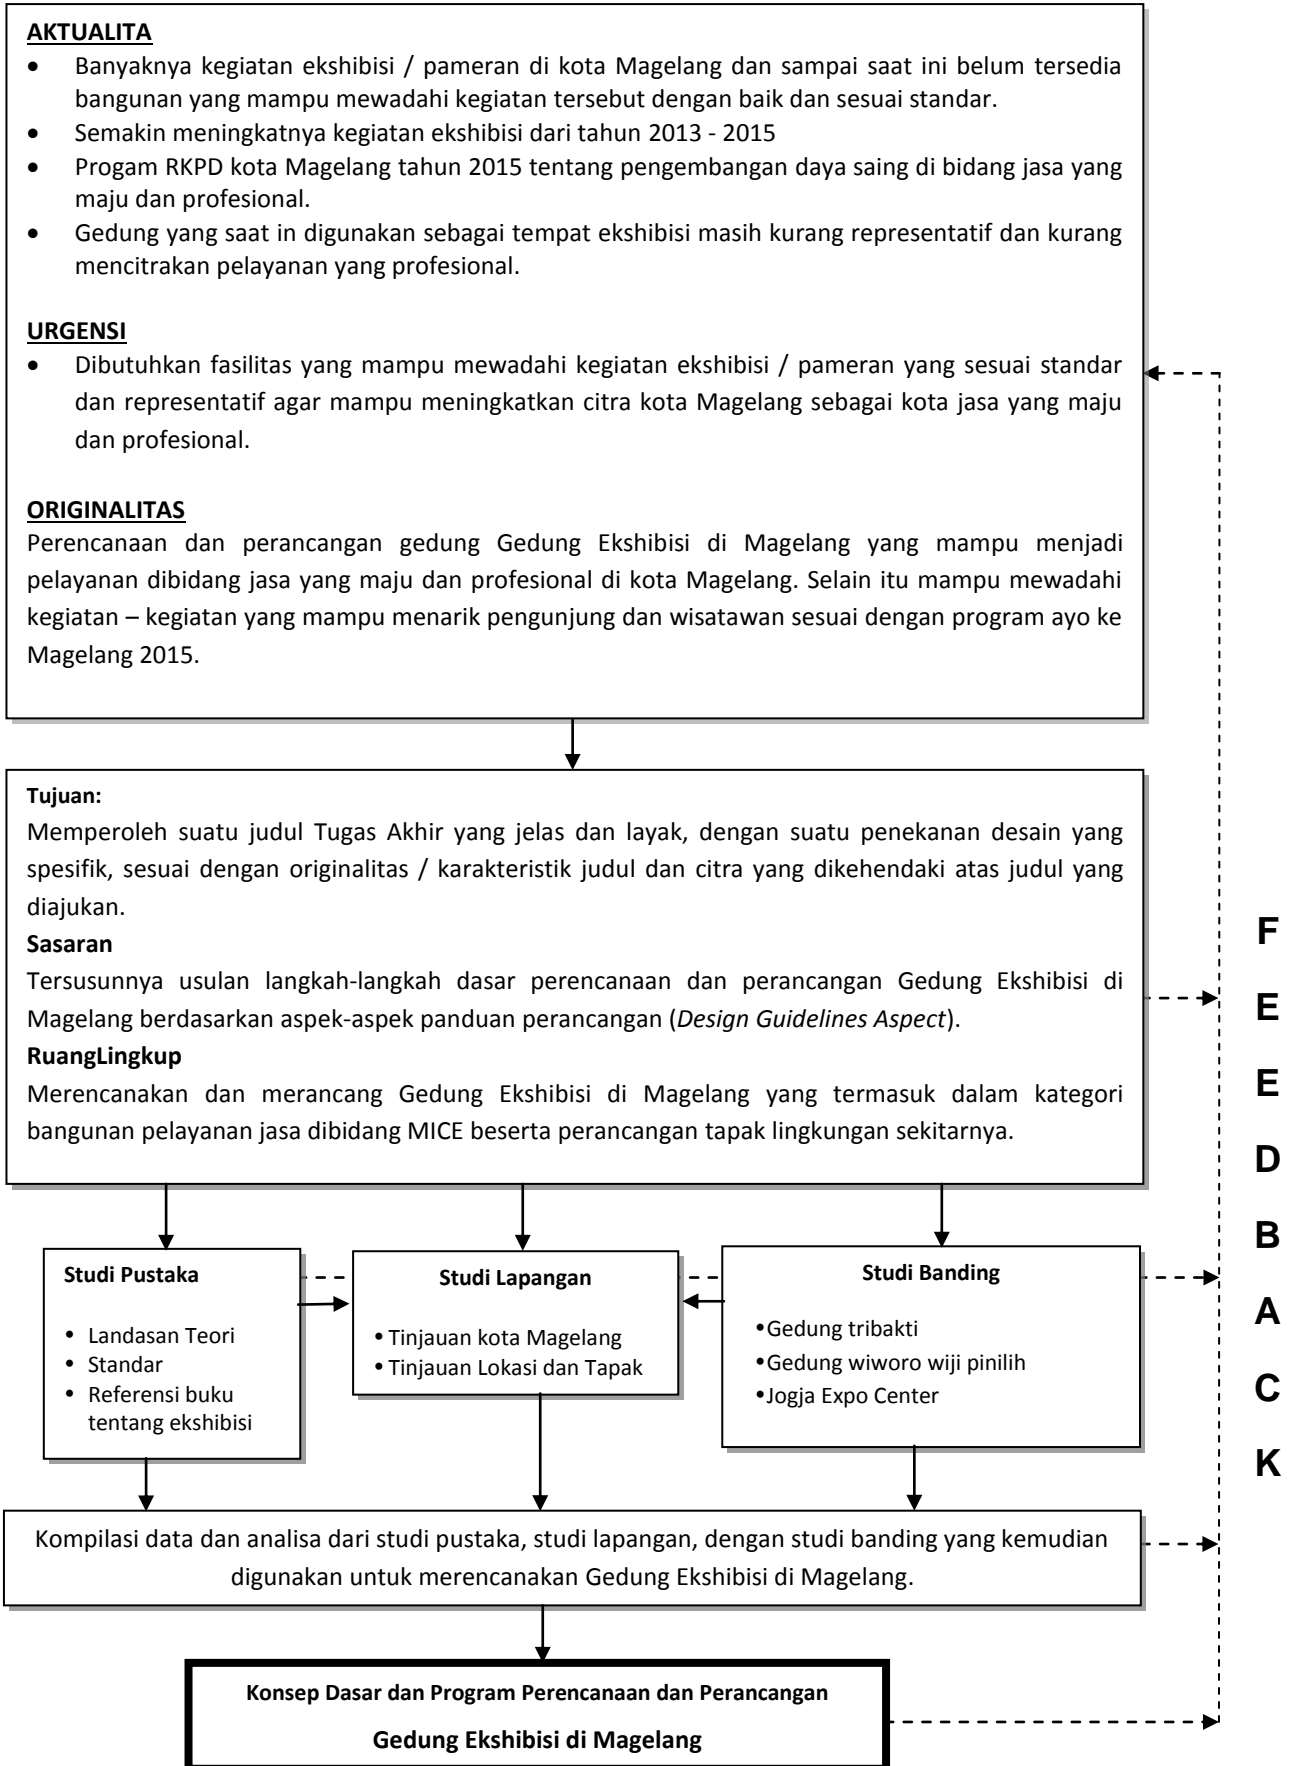 AKTUALITA
• Banyaknya kegiatan ekshibisi / pameran di kota Magelang dan sampai saat ini belum tersedia
bangunan yang mampu mewadahi kegiatan tersebut dengan baik dan sesuai standar.
• Semakin meningkatnya kegiatan ekshibisi dari tahun 2013 - 2015
• Progam RKPD kota Magelang tahun 2015 tentang pengembangan daya saing di bidang jasa yang
maju dan profesional.
• Gedung yang saat in digunakan sebagai tempat ekshibisi masih kurang representatif dan kurang
mencitrakan pelayanan yang profesional.
URGENSI
• Dibutuhkan fasilitas yang mampu mewadahi kegiatan ekshibisi / pameran yang sesuai standar
dan representatif agar mampu meningkatkan citra kota Magelang sebagai kota jasa yang maju
dan profesional.
ORIGINALITAS
Perencanaan dan perancangan gedung Gedung Ekshibisi di Magelang yang mampu menjadi
pelayanan dibidang jasa yang maju dan profesional di kota Magelang. Selain itu mampu mewadahi
kegiatan – kegiatan yang mampu menarik pengunjung dan wisatawan sesuai dengan program ayo ke
Magelang 2015.
Tujuan:
Memperoleh suatu judul Tugas Akhir yang jelas dan layak, dengan suatu penekanan desain yang
spesifik, sesuai dengan originalitas / karakteristik judul dan citra yang dikehendaki atas judul yang
diajukan.
Sasaran
Tersusunnya usulan langkah-langkah dasar perencanaan dan perancangan Gedung Ekshibisi di
Magelang berdasarkan aspek-aspek panduan perancangan (Design Guidelines Aspect).
RuangLingkup
Merencanakan dan merancang Gedung Ekshibisi di Magelang yang termasuk dalam kategori
bangunan pelayanan jasa dibidang MICE beserta perancangan tapak lingkungan sekitarnya.
Studi Pustaka
• Landasan Teori
• Standar
• Referensi buku
tentang ekshibisi
Studi Lapangan
• Tinjauan kota Magelang
• Tinjauan Lokasi dan Tapak
Studi Banding
•Gedung tribakti
•Gedung wiworo wiji pinilih
•Jogja Expo Center
Kompilasi data dan analisa dari studi pustaka, studi lapangan, dengan studi banding yang kemudian
digunakan untuk merencanakan Gedung Ekshibisi di Magelang.
Konsep Dasar dan Program Perencanaan dan Perancangan
Gedung Ekshibisi di Magelang
F
E
E
D
B
A
C
K